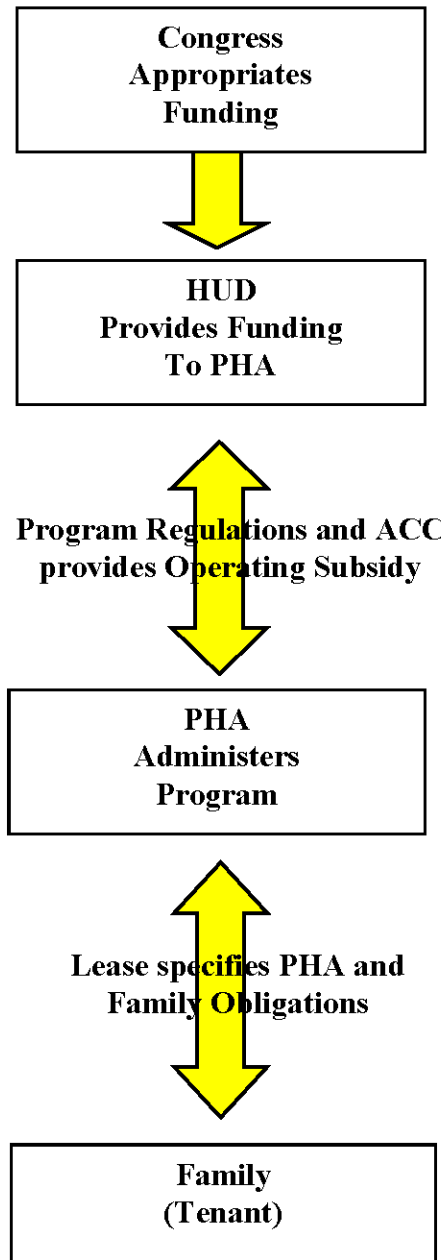 Congress
Appropriates
Funding
HUD
Provides Funding
To PHA
Program Regulations and ACC
provides Operating Subsidy
PHA
Administers
Program
Lease specifies PHA and
Family Obligations
Family
(Tenant)